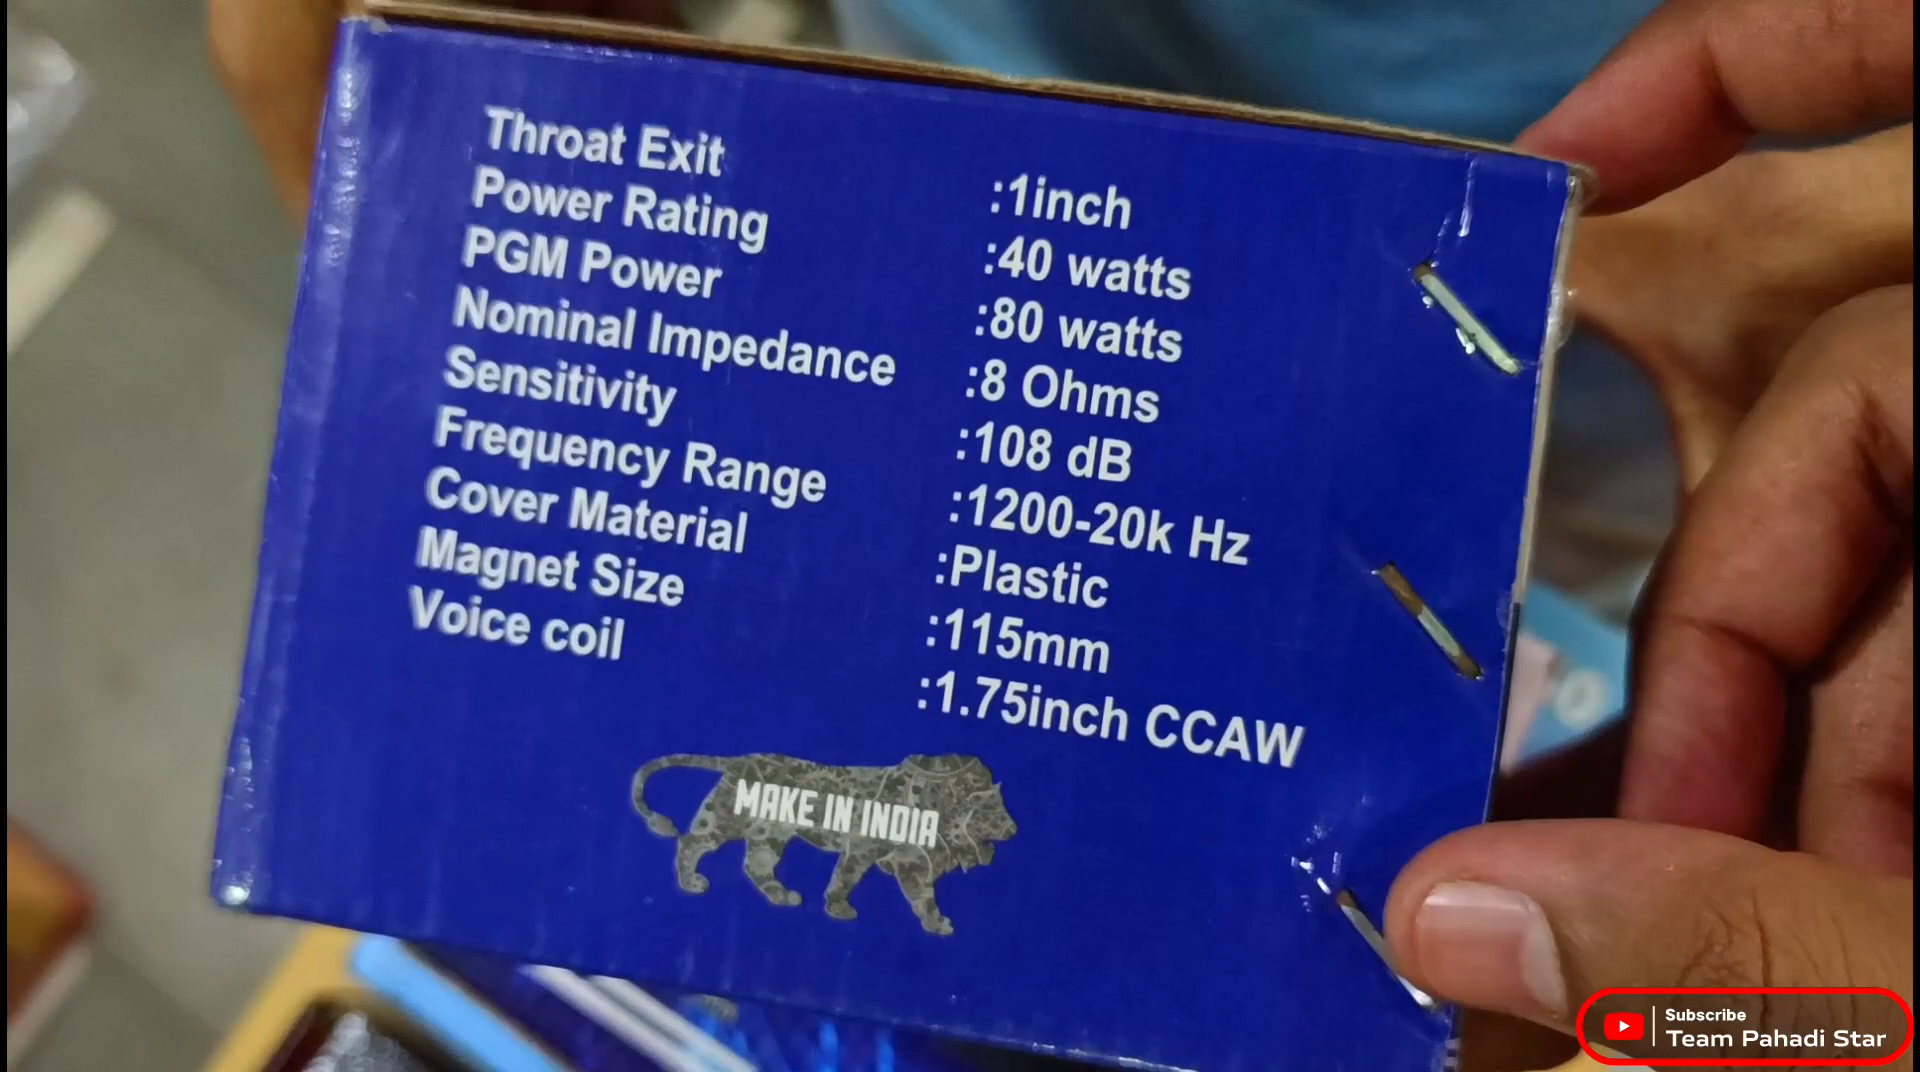 Throat Exit :1inch
Power Rating :40 watts
PGM Power :80 watts
Nominal Impedance :8 Ohms
Sensitivity :108 dB
Frequency Range :1200-20k Hz
Cover Material :Plastic
Magnet Size :115mm
Voice coil :1.75inch CCAW
MAKE IN INDIA
Subscribe
Team Pahadi Star